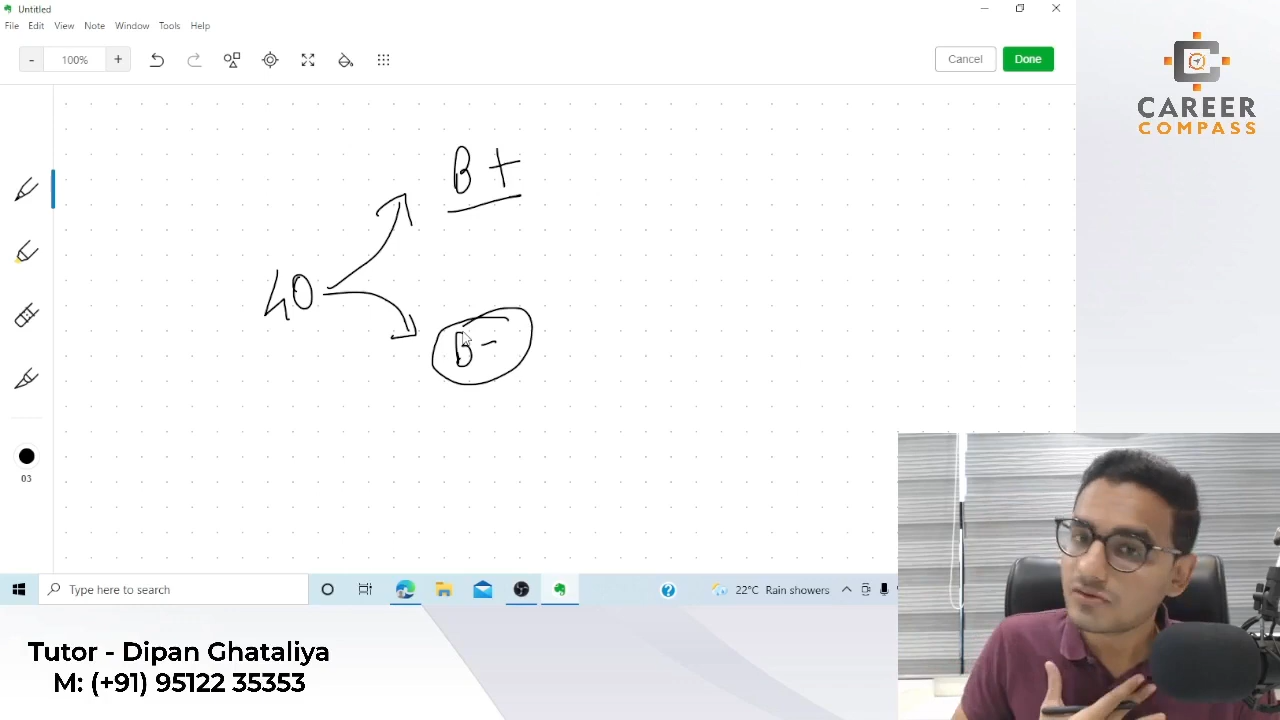 Untitled
File Edit View Note Window Tools Help
- 100% +
Cancel Done
CAREER
COMPASS
B+
40
B-
03
Type here to search
22°C Rain showers
Tutor - Dipan Ghataliya
M: (+91) 95122 35353